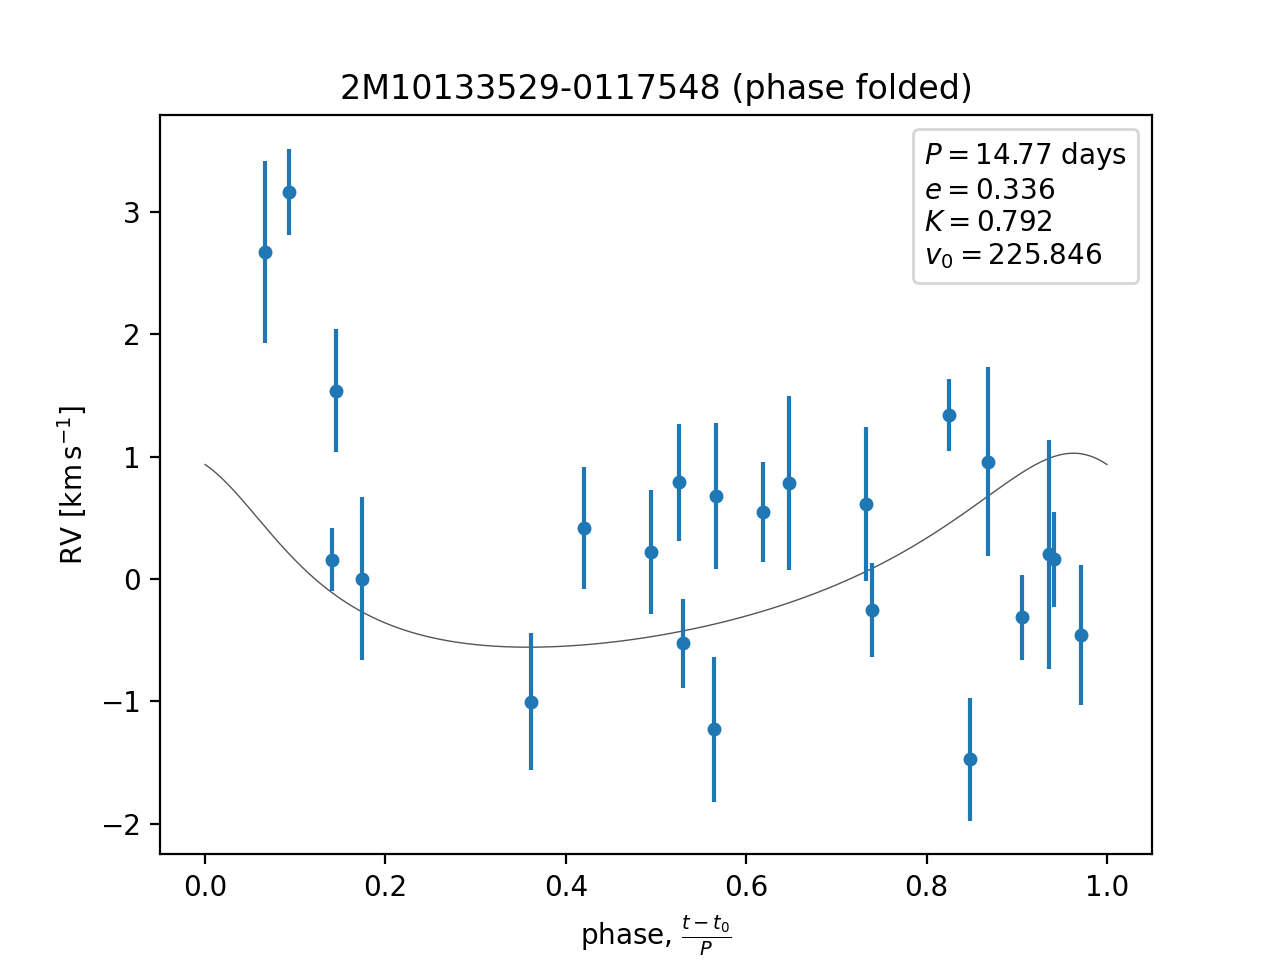 2M10133529-0117548 (phase folded)
P = 14.77 days
e = 0.336
K = 0.792
v₀ = 225.846
RV [km s⁻¹]
3
2
1
0
−1
−2
0.0 0.2 0.4 0.6 0.8 1.0
phase, (t − t₀)/P